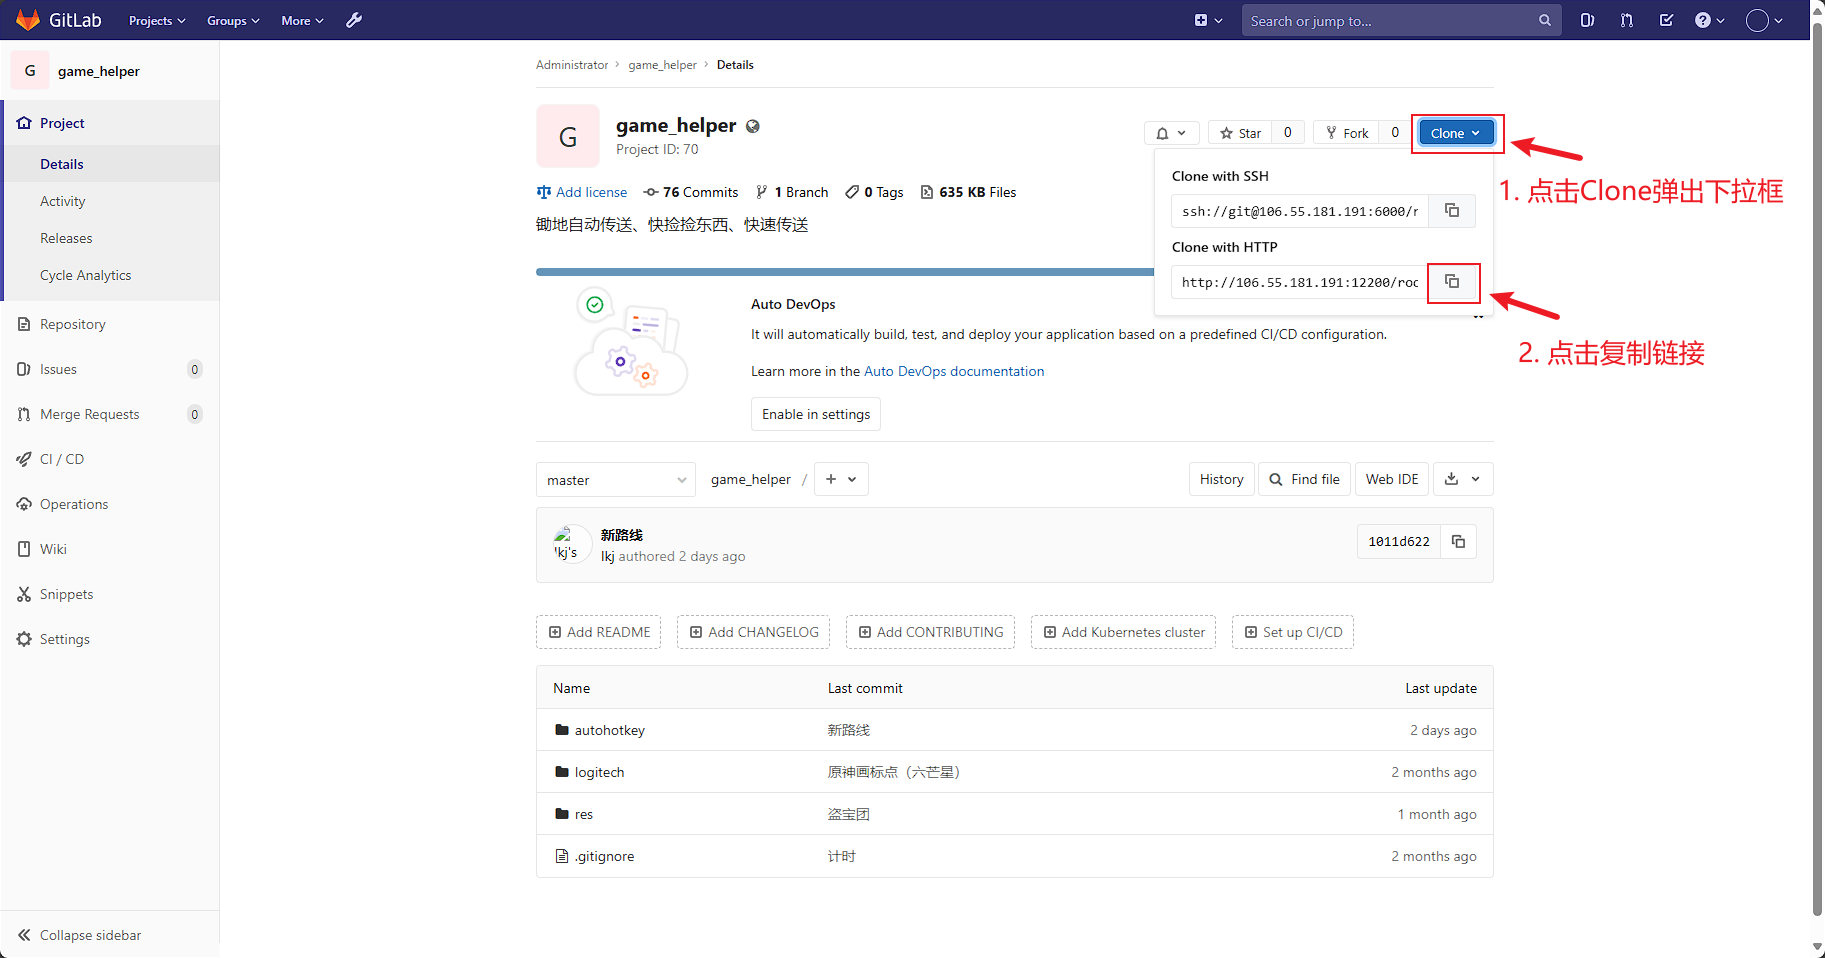 GitLab Projects Groups More Search or jump to...
G game_helper
Project
Details
Activity
Releases
Cycle Analytics
Repository
Issues 0
Merge Requests 0
CI / CD
Operations
Wiki
Snippets
Settings
Collapse sidebar
Administrator › game_helper › Details
G
game_helper
Project ID: 70
Star 0 Fork 0 Clone
Add license 76 Commits 1 Branch 0 Tags 635 KB Files
锄地自动传送、快捡捡东西、快速传送
Clone with SSH
ssh://git@106.55.181.191:6000/r
Clone with HTTP
http://106.55.181.191:12200/roo
1. 点击Clone弹出下拉框
2. 点击复制链接
Auto DevOps
It will automatically build, test, and deploy your application based on a predefined CI/CD configuration.
Learn more in the Auto DevOps documentation
Enable in settings
master game_helper / + History Find file Web IDE
lkj's
新路线
lkj authored 2 days ago
1011d622
Add README Add CHANGELOG Add CONTRIBUTING Add Kubernetes cluster Set up CI/CD
Name Last commit Last update
autohotkey 新路线 2 days ago
logitech 原神画标点（六芒星） 2 months ago
res 盗宝团 1 month ago
.gitignore 计时 2 months ago